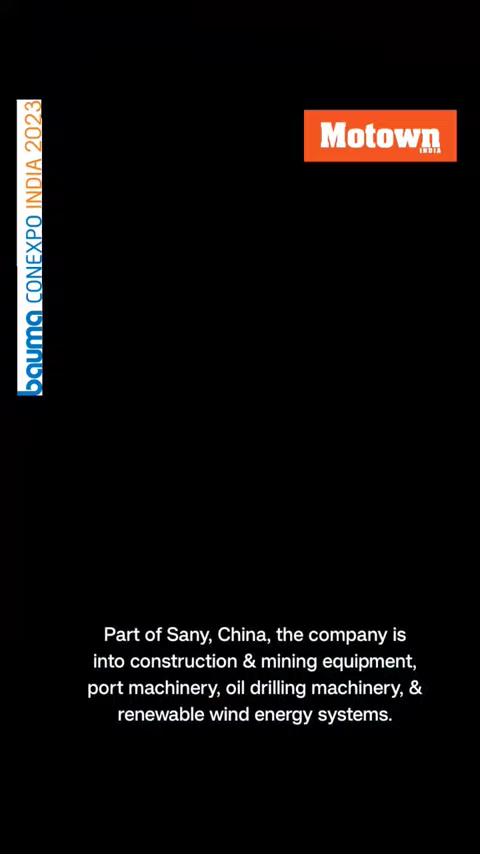 bauma CONEXPO INDIA 2023
Motown
INDIA
Part of Sany, China, the company is
into construction & mining equipment,
port machinery, oil drilling machinery, &
renewable wind energy systems.